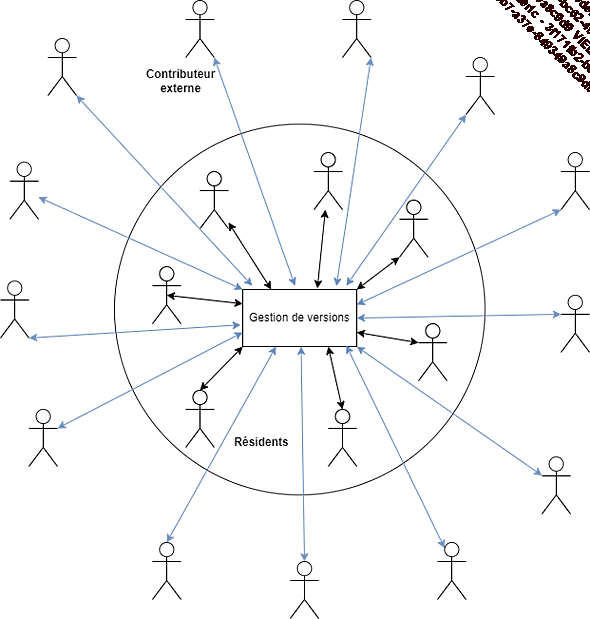 Contributeur
externe
Gestion de versions
Résidents